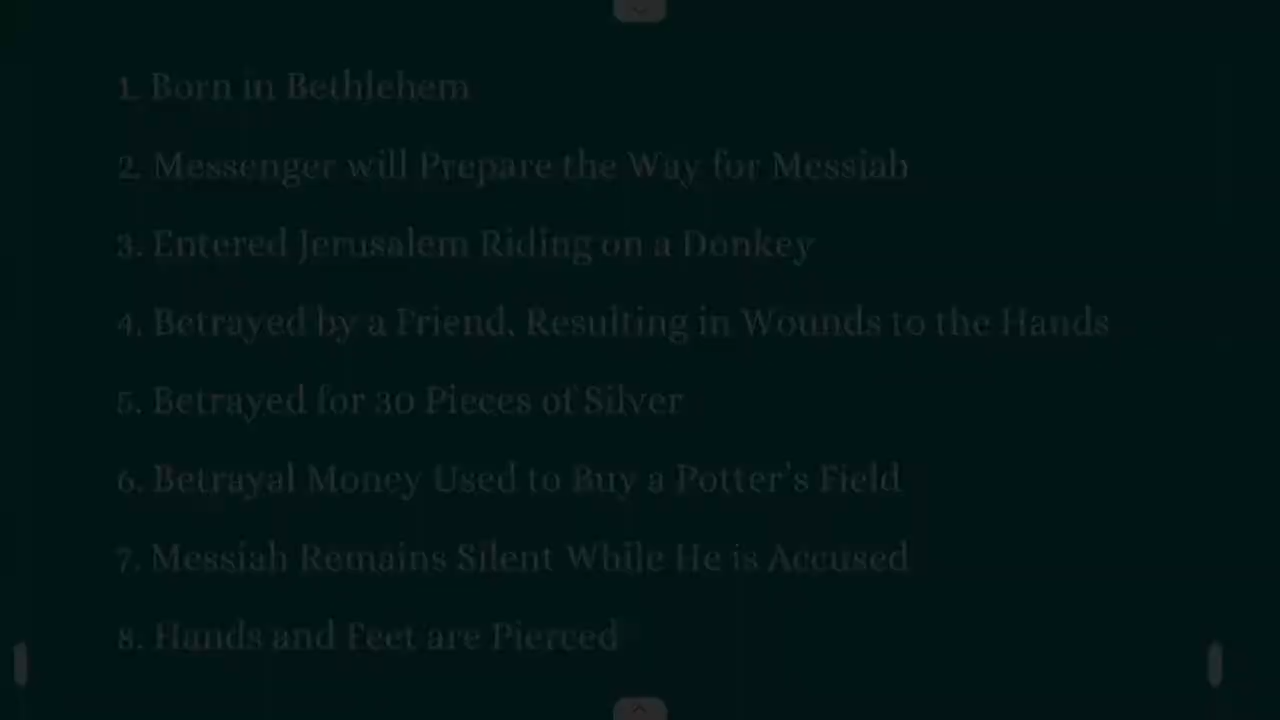 1. Born in Bethlehem
2. Messenger will Prepare the Way for Messiah
3. Entered Jerusalem Riding on a Donkey
4. Betrayed by a Friend, Resulting in Wounds to the Hands
5. Betrayed for 30 Pieces of Silver
6. Betrayal Money Used to Buy a Potter's Field
7. Messiah Remains Silent While He is Accused
8. Hands and Feet are Pierced